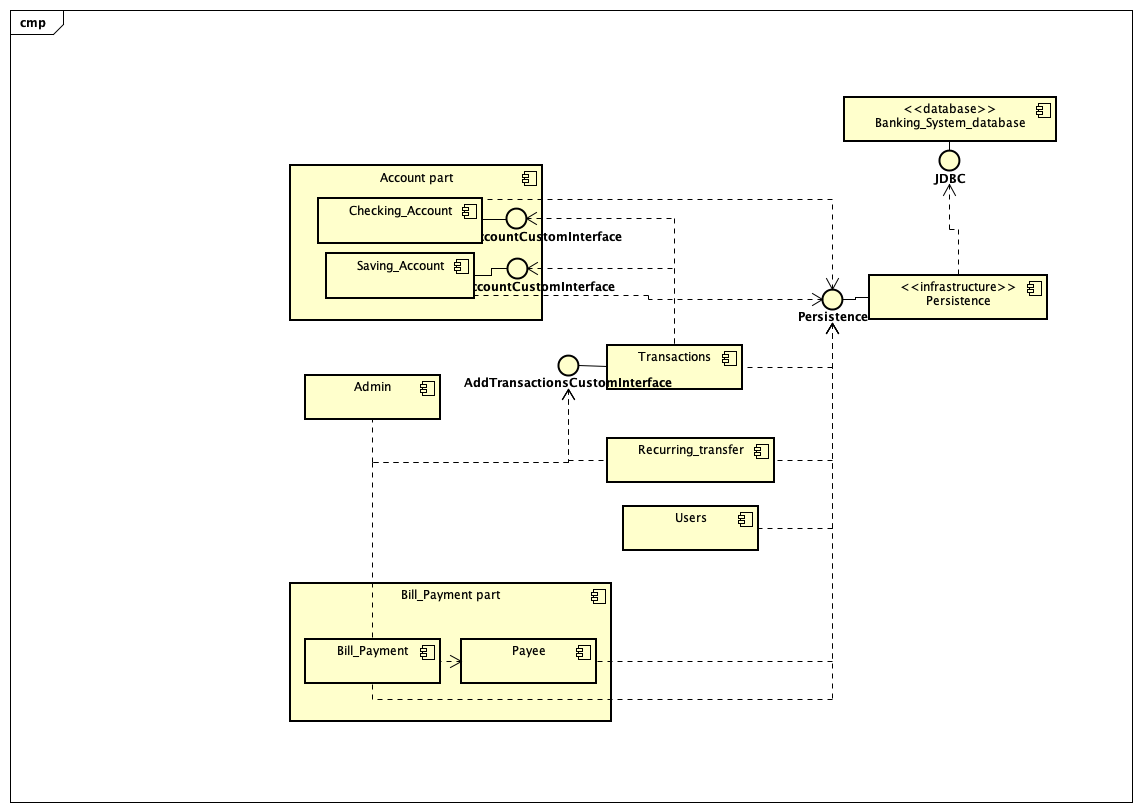 cmp
<<database>>
Banking_System_database
JDBC
Account part
Checking_Account
ccountCustomInterface
Saving_Account
ccountCustomInterface
<<infrastructure>>
Persistence
Persistence
Transactions
AddTransactionsCustomInterface
Admin
Recurring_transfer
Users
Bill_Payment part
Bill_Payment
Payee